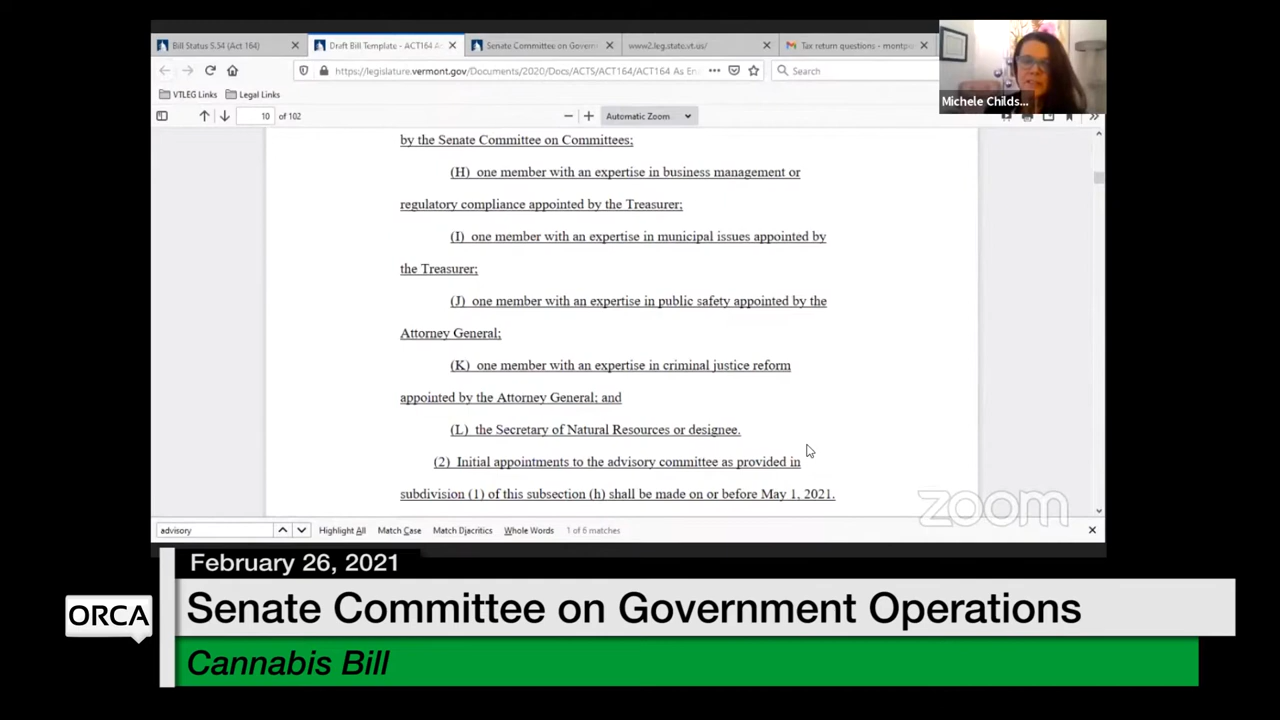 Bill Status S.54 (Act 164)
Draft Bill Template - ACT164 As
Senate Committee on Govern
www2.leg.state.vt.us/
Tax return questions - montp
https://legislature.vermont.gov/Documents/2020/Docs/ACTS/ACT164/ACT164 As En
Search
VTLEG Links
Legal Links
10 of 102
Automatic Zoom
Michele Childs...
by the Senate Committee on Committees;
(H) one member with an expertise in business management or
regulatory compliance appointed by the Treasurer;
(I) one member with an expertise in municipal issues appointed by
the Treasurer;
(J) one member with an expertise in public safety appointed by the
Attorney General;
(K) one member with an expertise in criminal justice reform
appointed by the Attorney General; and
(L) the Secretary of Natural Resources or designee.
(2) Initial appointments to the advisory committee as provided in
subdivision (1) of this subsection (h) shall be made on or before May 1, 2021.
zoom
advisory
Highlight All Match Case Match Diacritics Whole Words 1 of 6 matches
February 26, 2021
ORCA
Senate Committee on Government Operations
Cannabis Bill